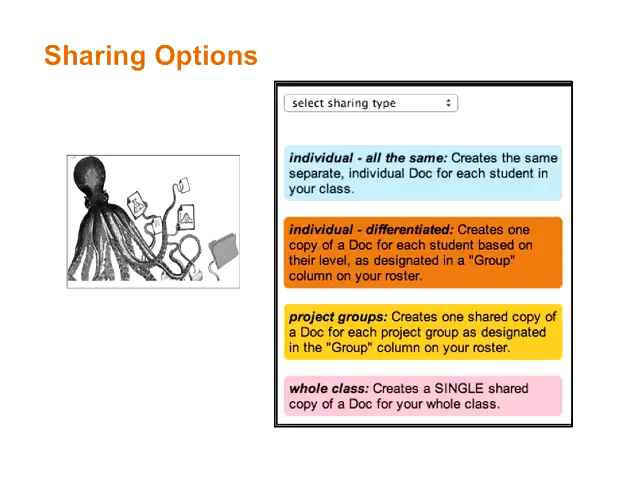 Sharing Options
select sharing type
individual - all the same: Creates the same
separate, individual Doc for each student in
your class.
individual - differentiated: Creates one
copy of a Doc for each student based on
their level, as designated in a "Group"
column on your roster.
project groups: Creates one shared copy of
a Doc for each project group as designated
in the "Group" column on your roster.
whole class: Creates a SINGLE shared
copy of a Doc for your whole class.